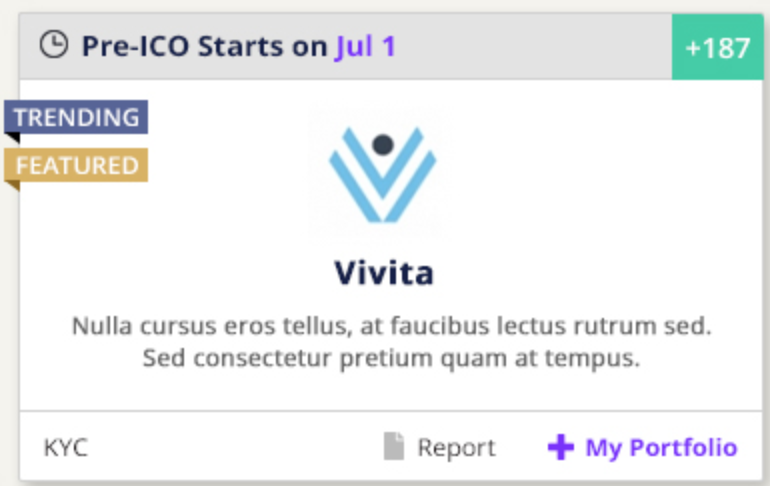 Pre-ICO Starts on Jul 1
+187
TRENDING
FEATURED
Vivita
Nulla cursus eros tellus, at faucibus lectus rutrum sed.
Sed consectetur pretium quam at tempus.
KYC
Report
My Portfolio